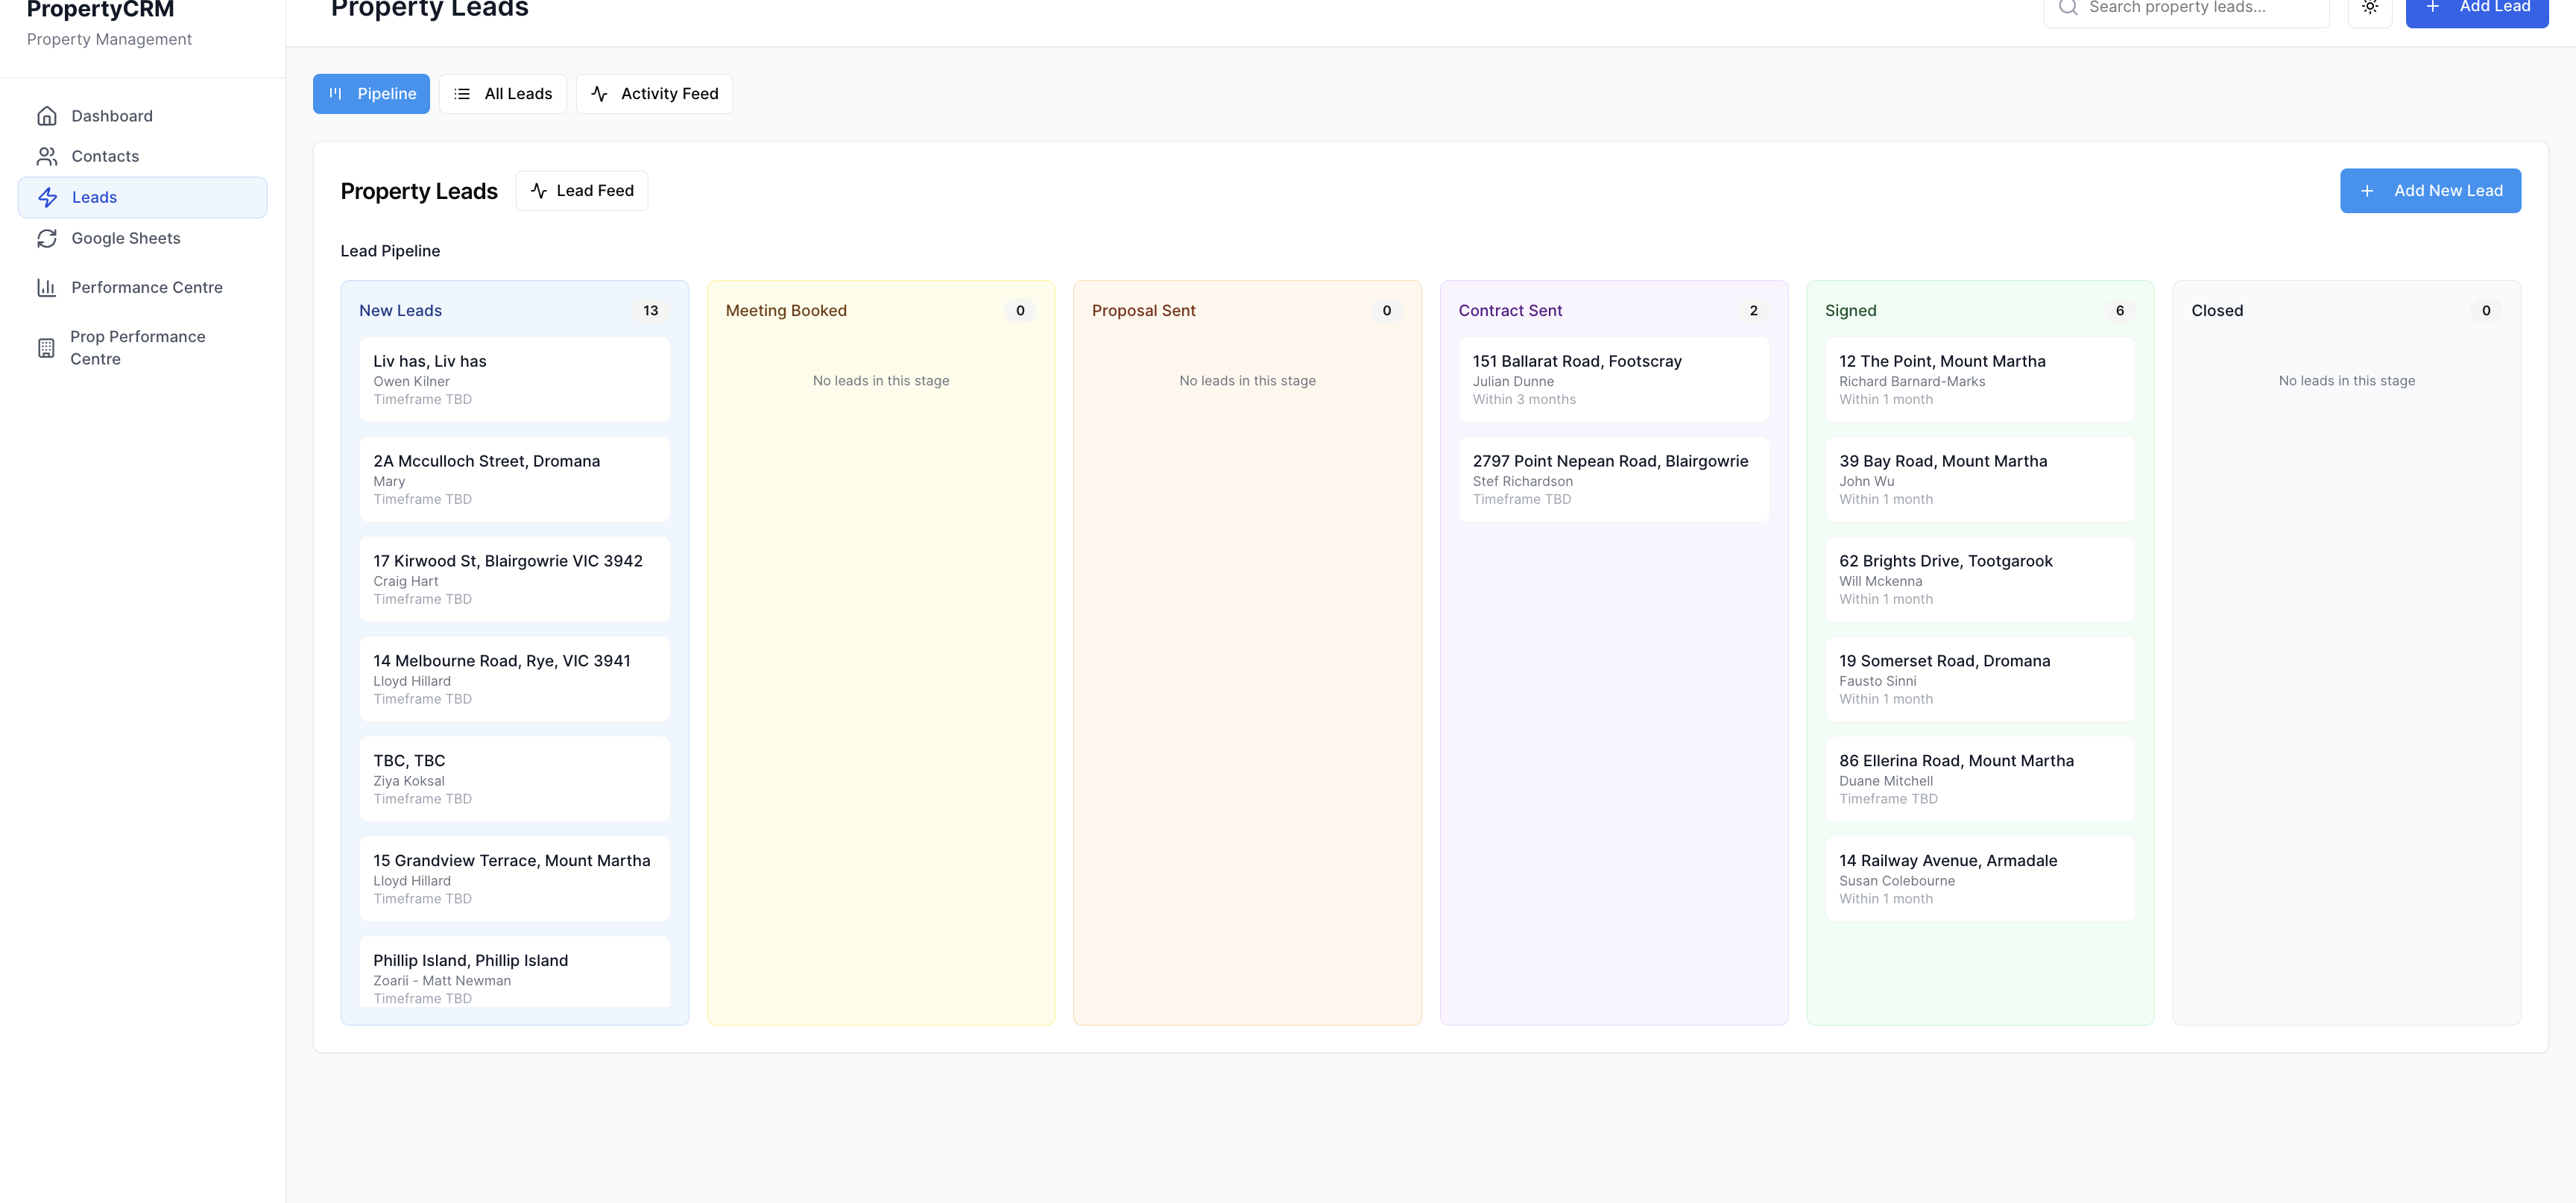 PropertyCRM
Property Management
Dashboard
Contacts
Leads
Google Sheets
Performance Centre
Prop Performance
Centre
Property Leads
Search property leads...
Add Lead
Pipeline
All Leads
Activity Feed
Property Leads
Lead Feed
Add New Lead
Lead Pipeline
New Leads
13
Liv has, Liv has
Owen Kilner
Timeframe TBD
2A Mcculloch Street, Dromana
Mary
Timeframe TBD
17 Kirwood St, Blairgowrie VIC 3942
Craig Hart
Timeframe TBD
14 Melbourne Road, Rye, VIC 3941
Lloyd Hillard
Timeframe TBD
TBC, TBC
Ziya Koksal
Timeframe TBD
15 Grandview Terrace, Mount Martha
Lloyd Hillard
Timeframe TBD
Phillip Island, Phillip Island
Zoarii - Matt Newman
Timeframe TBD
Meeting Booked
0
No leads in this stage
Proposal Sent
0
No leads in this stage
Contract Sent
2
151 Ballarat Road, Footscray
Julian Dunne
Within 3 months
2797 Point Nepean Road, Blairgowrie
Stef Richardson
Timeframe TBD
Signed
6
12 The Point, Mount Martha
Richard Barnard-Marks
Within 1 month
39 Bay Road, Mount Martha
John Wu
Within 1 month
62 Brights Drive, Tootgarook
Will Mckenna
Within 1 month
19 Somerset Road, Dromana
Fausto Sinni
Within 1 month
86 Ellerina Road, Mount Martha
Duane Mitchell
Timeframe TBD
14 Railway Avenue, Armadale
Susan Colebourne
Within 1 month
Closed
0
No leads in this stage